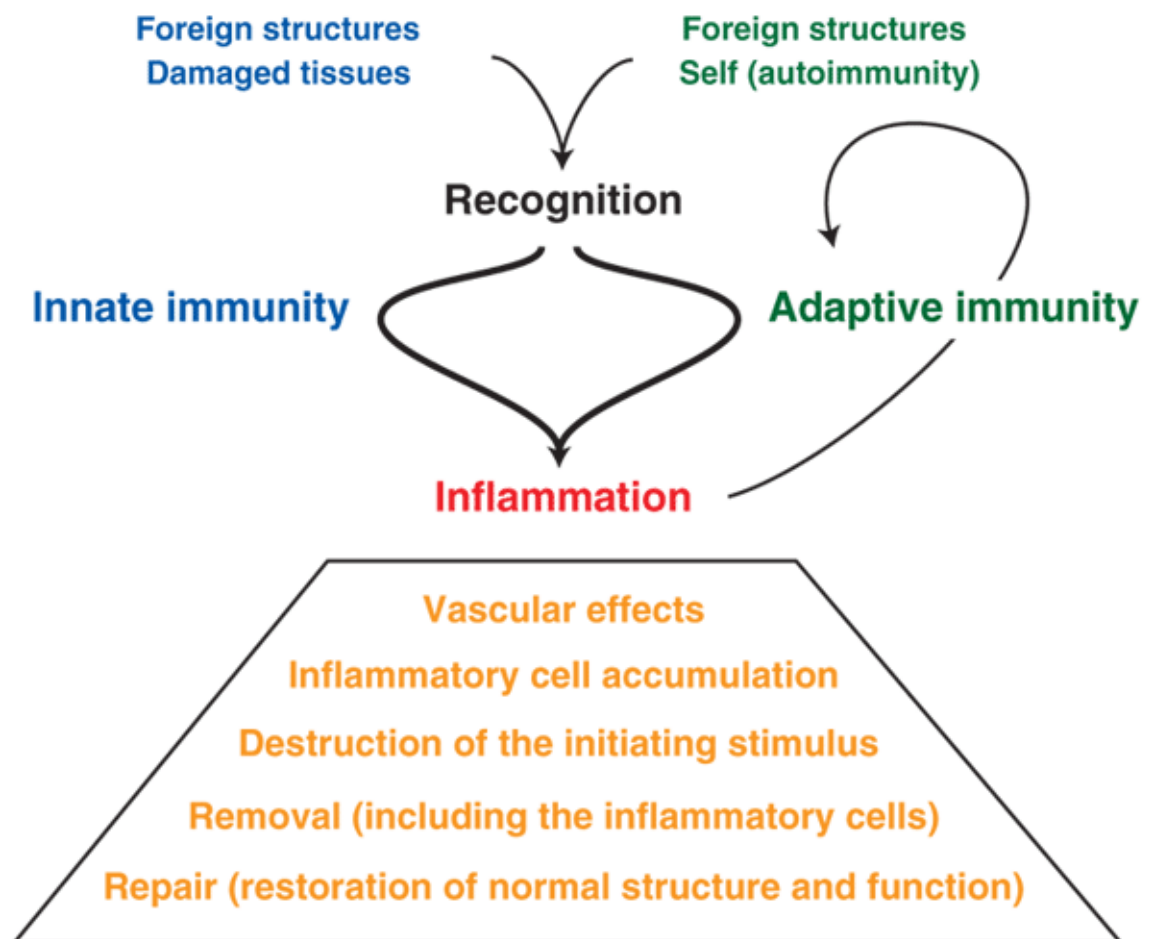 Foreign structures
Damaged tissues
Foreign structures
Self (autoimmunity)
Recognition
Innate immunity
Adaptive immunity
Inflammation
Vascular effects
Inflammatory cell accumulation
Destruction of the initiating stimulus
Removal (including the inflammatory cells)
Repair (restoration of normal structure and function)